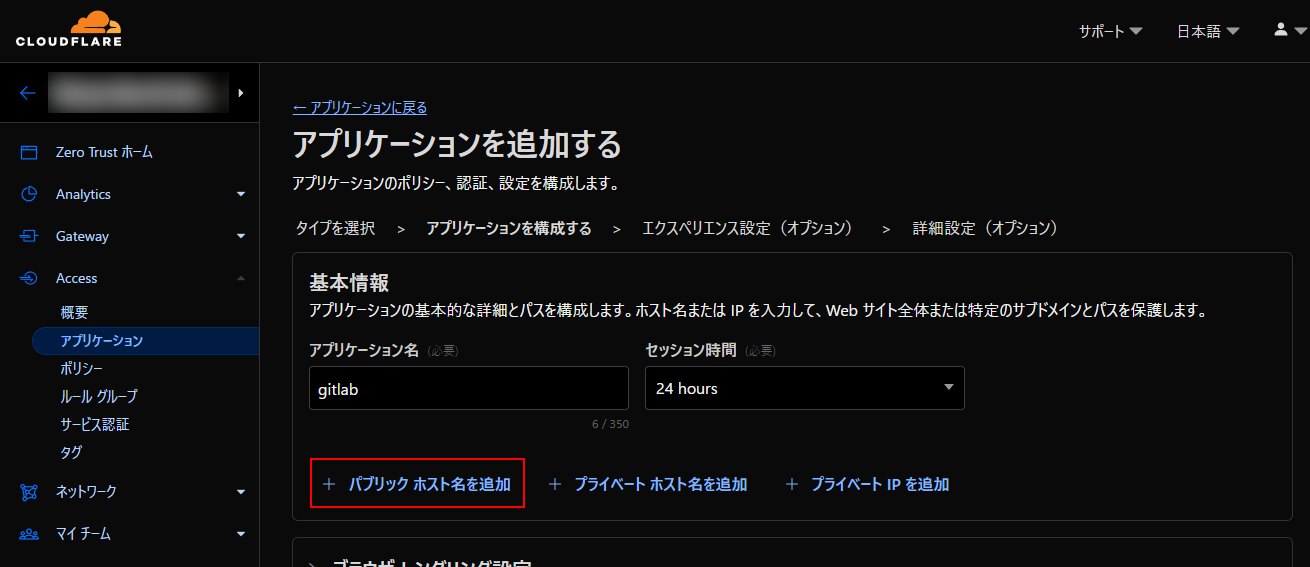 CLOUDFLARE
サポート
日本語
Zero Trust ホーム
Analytics
Gateway
Access
概要
アプリケーション
ポリシー
ルール グループ
サービス認証
タグ
ネットワーク
マイ チーム
← アプリケーションに戻る
アプリケーションを追加する
アプリケーションのポリシー、認証、設定を構成します。
タイプを選択 > アプリケーションを構成する > エクスペリエンス設定（オプション） > 詳細設定（オプション）
基本情報
アプリケーションの基本的な詳細とパスを構成します。ホスト名または IP を入力して、Web サイト全体または特定のサブドメインとパスを保護します。
アプリケーション名 (必要)
セッション時間 (必要)
gitlab
24 hours
6 / 350
+ パブリック ホスト名を追加
+ プライベート ホスト名を追加
+ プライベート IP を追加